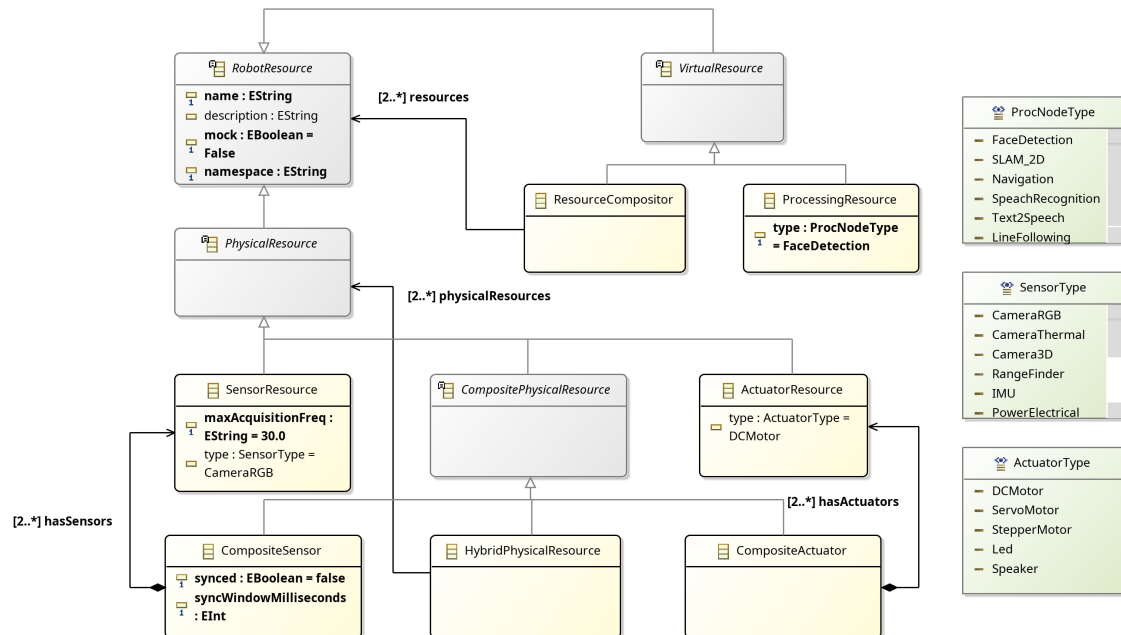 RobotResource
name : EString
description : EString
mock : EBoolean =
False
namespace : EString
[2..*] resources
VirtualResource
ResourceCompositor
ProcessingResource
type : ProcNodeType
= FaceDetection
PhysicalResource
[2..*] physicalResources
SensorResource
maxAcquisitionFreq :
EString = 30.0
type : SensorType =
CameraRGB
CompositePhysicalResource
ActuatorResource
type : ActuatorType =
DCMotor
[2..*] hasSensors
[2..*] hasActuators
CompositeSensor
synced : EBoolean = false
syncWindowMilliseconds
: EInt
HybridPhysicalResource
CompositeActuator
ProcNodeType
FaceDetection
SLAM_2D
Navigation
SpeachRecognition
Text2Speech
LineFollowing
SensorType
CameraRGB
CameraThermal
Camera3D
RangeFinder
IMU
PowerElectrical
ActuatorType
DCMotor
ServoMotor
StepperMotor
Led
Speaker